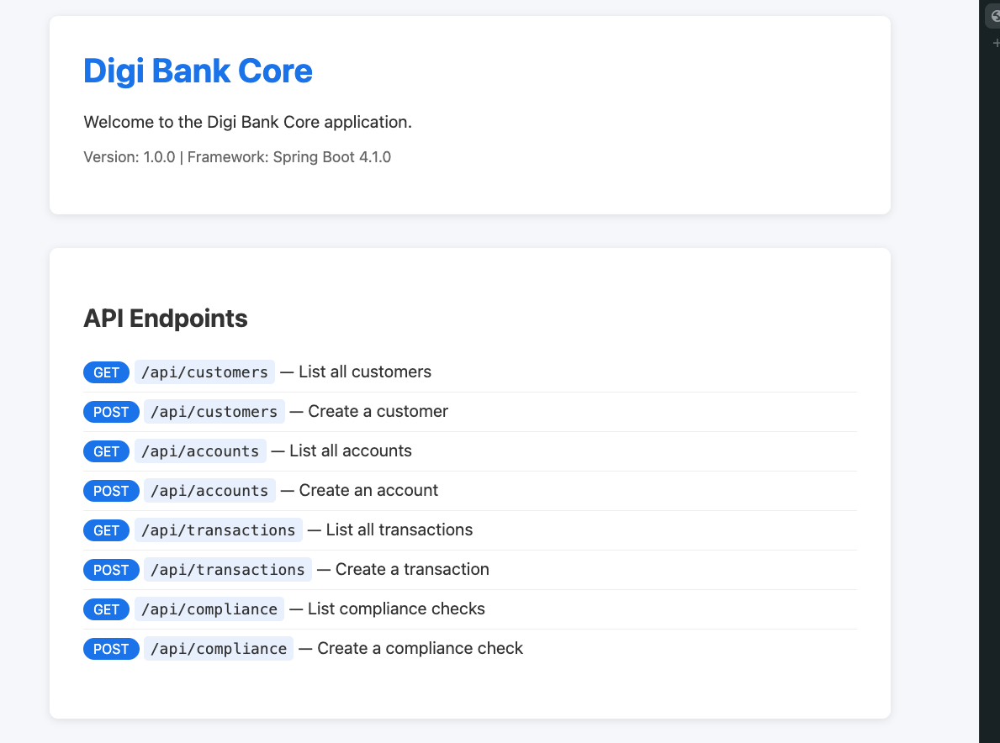 Digi Bank Core
Welcome to the Digi Bank Core application.
Version: 1.0.0 | Framework: Spring Boot 4.1.0
API Endpoints
GET /api/customers — List all customers
POST /api/customers — Create a customer
GET /api/accounts — List all accounts
POST /api/accounts — Create an account
GET /api/transactions — List all transactions
POST /api/transactions — Create a transaction
GET /api/compliance — List compliance checks
POST /api/compliance — Create a compliance check